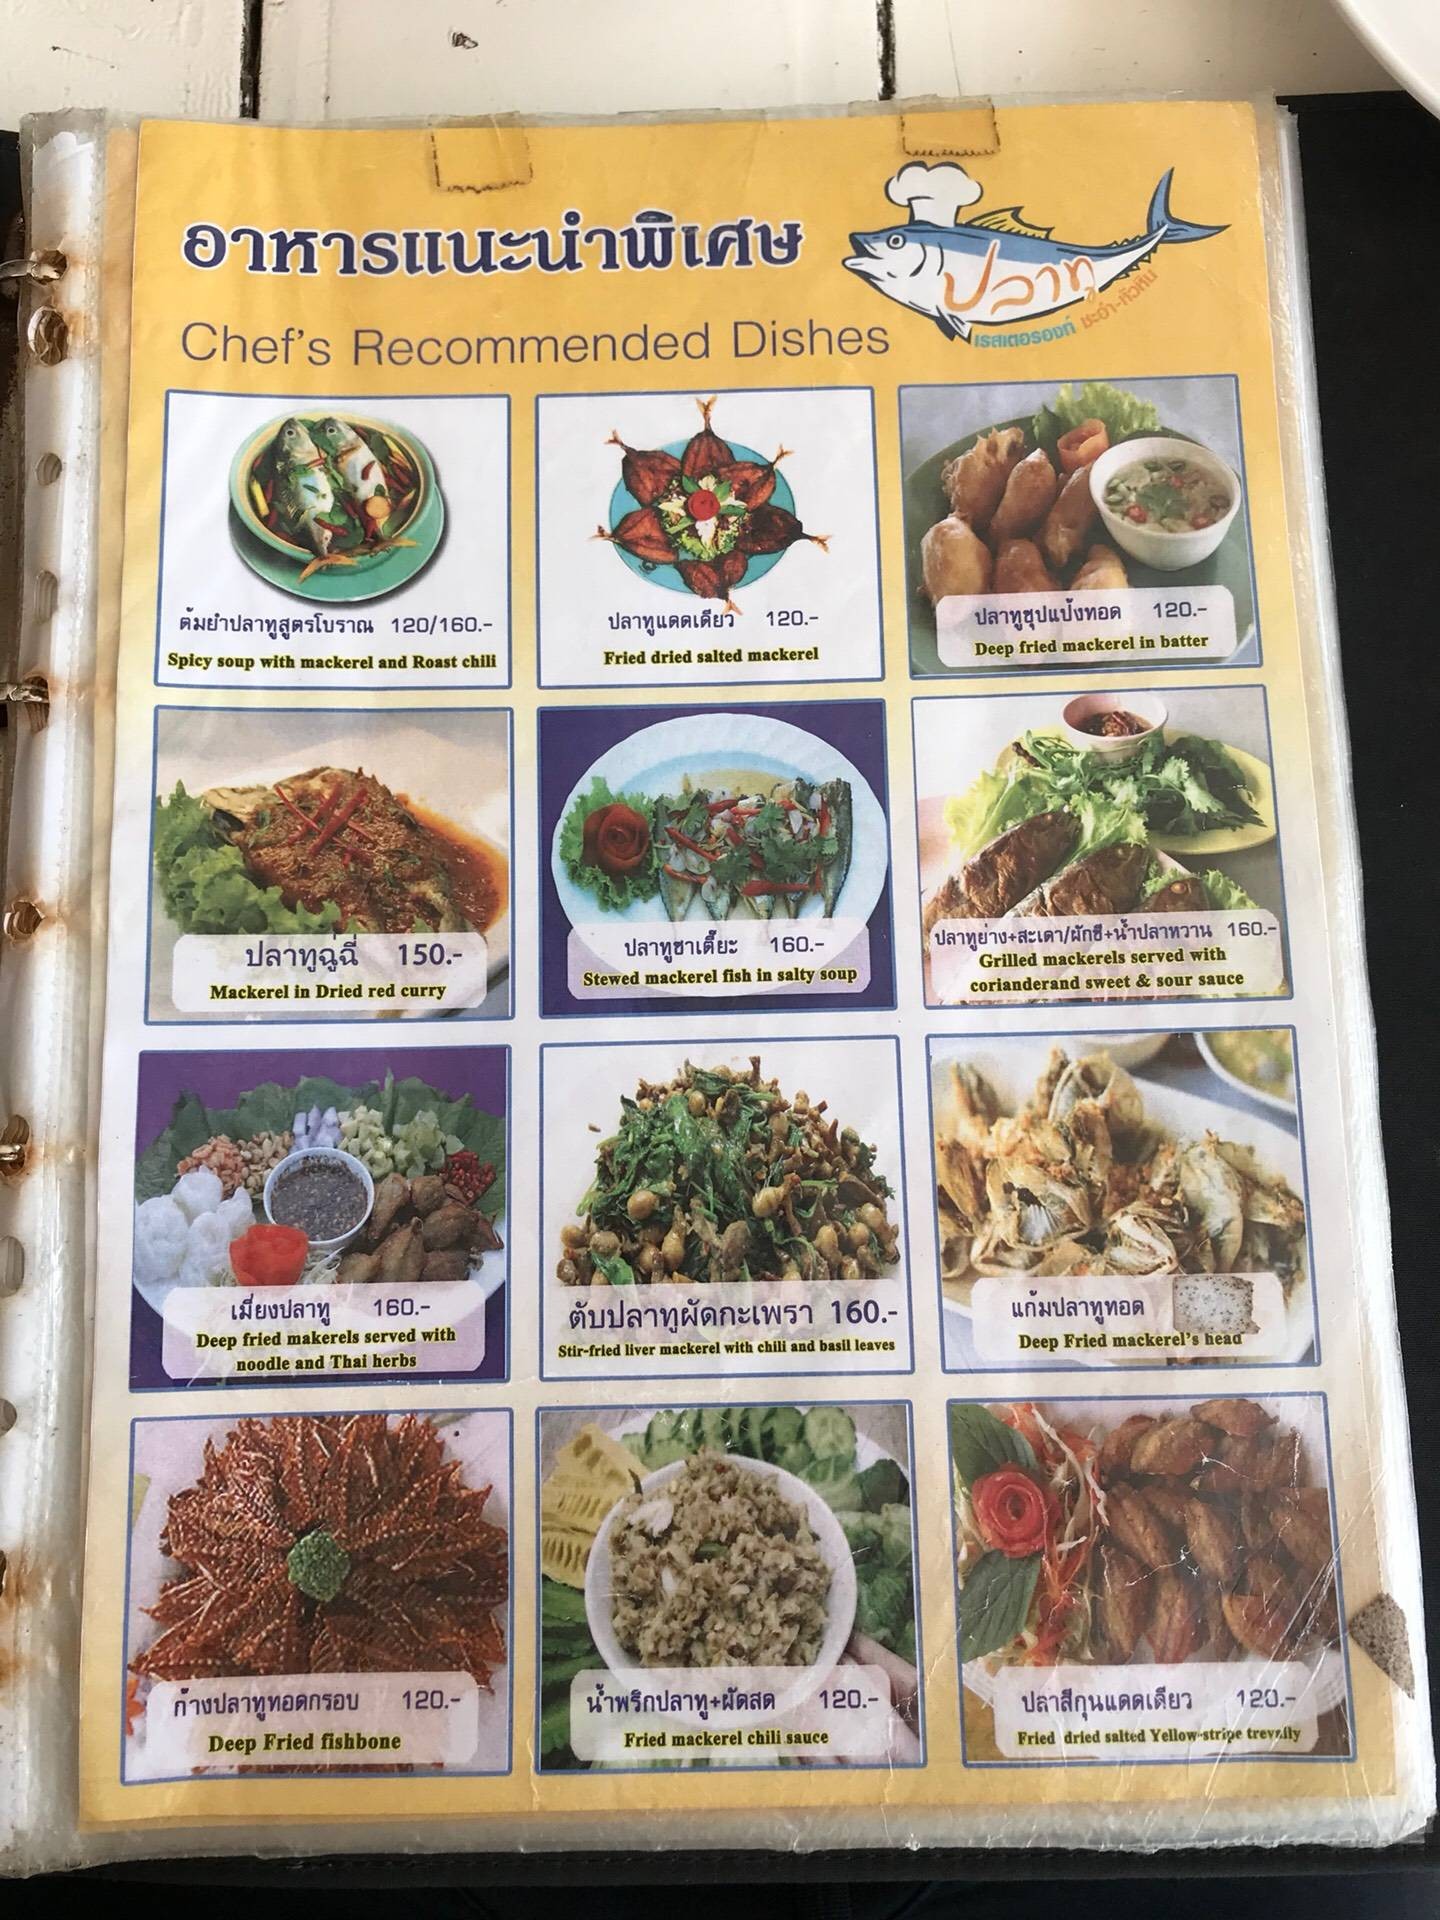 อาหารแนะนำพิเศษ
Chef's Recommended Dishes
ปลาทู
เรสเตอรองท์ ชะอำ-หัวหิน
ต้มยำปลาทูสูตรโบราณ 120/160.-
Spicy soup with mackerel and Roast chili
ปลาทูแดดเดียว 120.-
Fried dried salted mackerel
ปลาทูชุปแป้งทอด 120.-
Deep fried mackerel in batter
ปลาทูฉู่ฉี่ 150.-
Mackerel in Dried red curry
ปลาทูซาเตี๊ยะ 160.-
Stewed mackerel fish in salty soup
ปลาทูย่าง+สะเดา/ผักชี+น้ำปลาหวาน 160.-
Grilled mackerels served with
corianderand sweet & sour sauce
เมี่ยงปลาทู 160.-
Deep fried makerels served with
noodle and Thai herbs
ตับปลาทูผัดกะเพรา 160.-
Stir-fried liver mackerel with chili and basil leaves
แก้มปลาทูทอด
Deep Fried mackerel's head
ก้างปลาทูทอดกรอบ 120.-
Deep Fried fishbone
น้ำพริกปลาทู+ผัดสด 120.-
Fried mackerel chili sauce
ปลาสีกุนแดดเดียว 120.-
Fried dried salted Yellow-stripe trevally